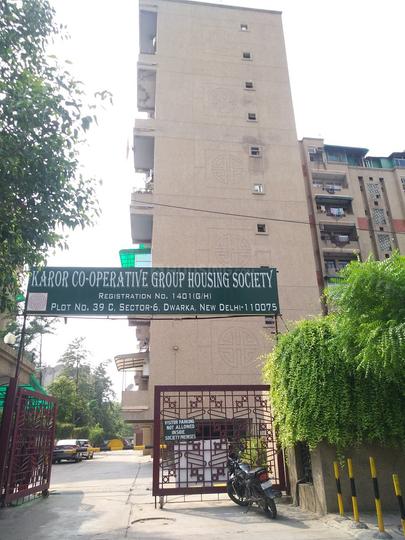 KAROR CO-OPERATIVE GROUP HOUSING SOCIETY
REGISTRATION NO. 1401(G/H)
PLOT NO. 39 C, SECTOR-6, DWARKA, NEW DELHI-110075
VISITOR PARKING
NOT ALLOWED
INSIDE
SOCIETY PREMISES